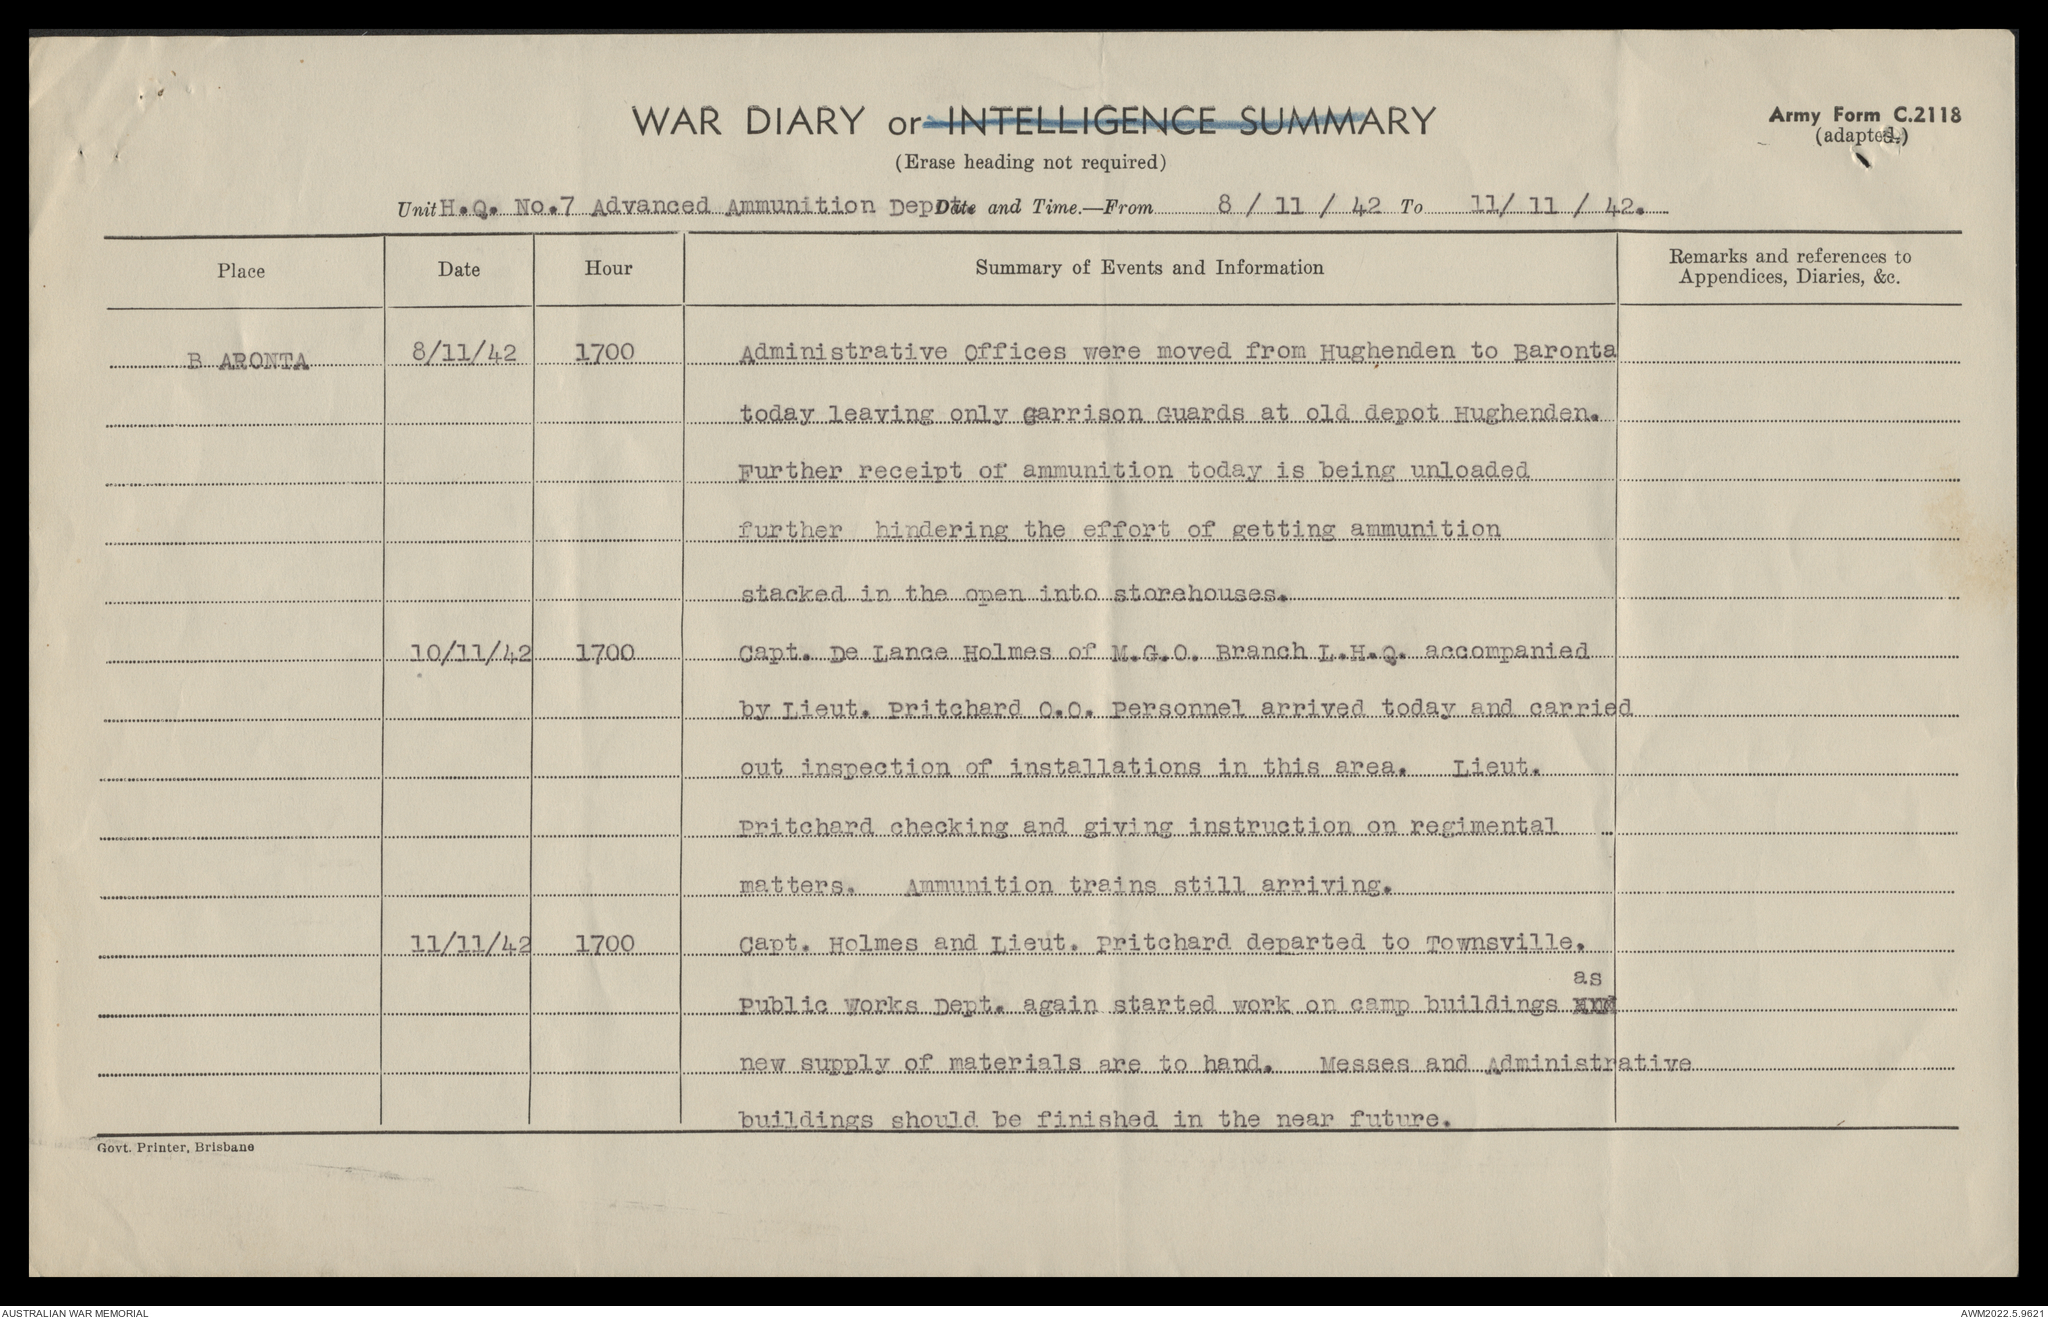 WAR DIARY or INTELLIGENCE SUMMARY
Army Form C.2118
(adapted.)
(Erase heading not required)
Unit H.Q. No.7 Advanced Ammunition Depot. Date and Time.—From 8 / 11 / 42 To 11/ 11 / 42.
Place Date Hour Summary of Events and Information Remarks and references to
Appendices, Diaries, &c.
B ARONTA 8/11/42 1700 Administrative Offices were moved from Hughenden to Baronta
today leaving only Garrison Guards at old depot Hughenden.
Further receipt of ammunition today is being unloaded
further hindering the effort of getting ammunition
stacked in the open into storehouses.
10/11/42 1700 Capt. De Lance Holmes of M.G.O. Branch L.H.Q. accompanied
by Lieut. Pritchard O.O. Personnel arrived today and carried
out inspection of installations in this area. Lieut.
Pritchard checking and giving instruction on regimental
matters. Ammunition trains still arriving.
11/11/42 1700 Capt. Holmes and Lieut. Pritchard departed to Townsville.
as
Public Works Dept. again started work on camp buildings
new supply of materials are to hand. Messes and Administrative
buildings should be finished in the near future.
Govt. Printer, Brisbane
AUSTRALIAN WAR MEMORIAL
AWM2022.5.9621